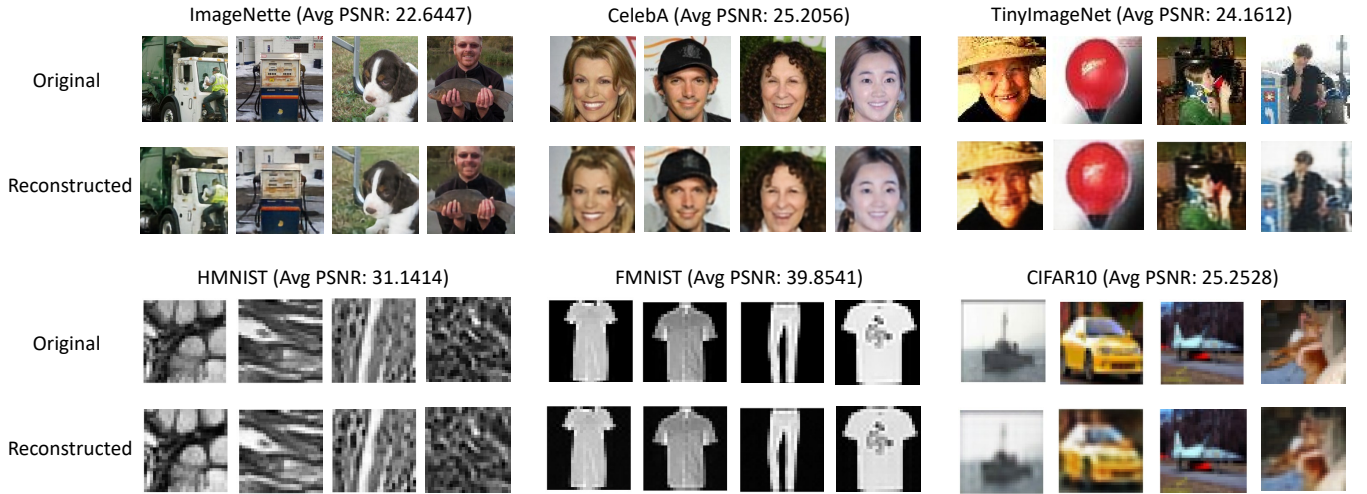 ImageNette (Avg PSNR: 22.6447)
CelebA (Avg PSNR: 25.2056)
TinyImageNet (Avg PSNR: 24.1612)
Original
Reconstructed
HMNIST (Avg PSNR: 31.1414)
FMNIST (Avg PSNR: 39.8541)
CIFAR10 (Avg PSNR: 25.2528)
Original
Reconstructed